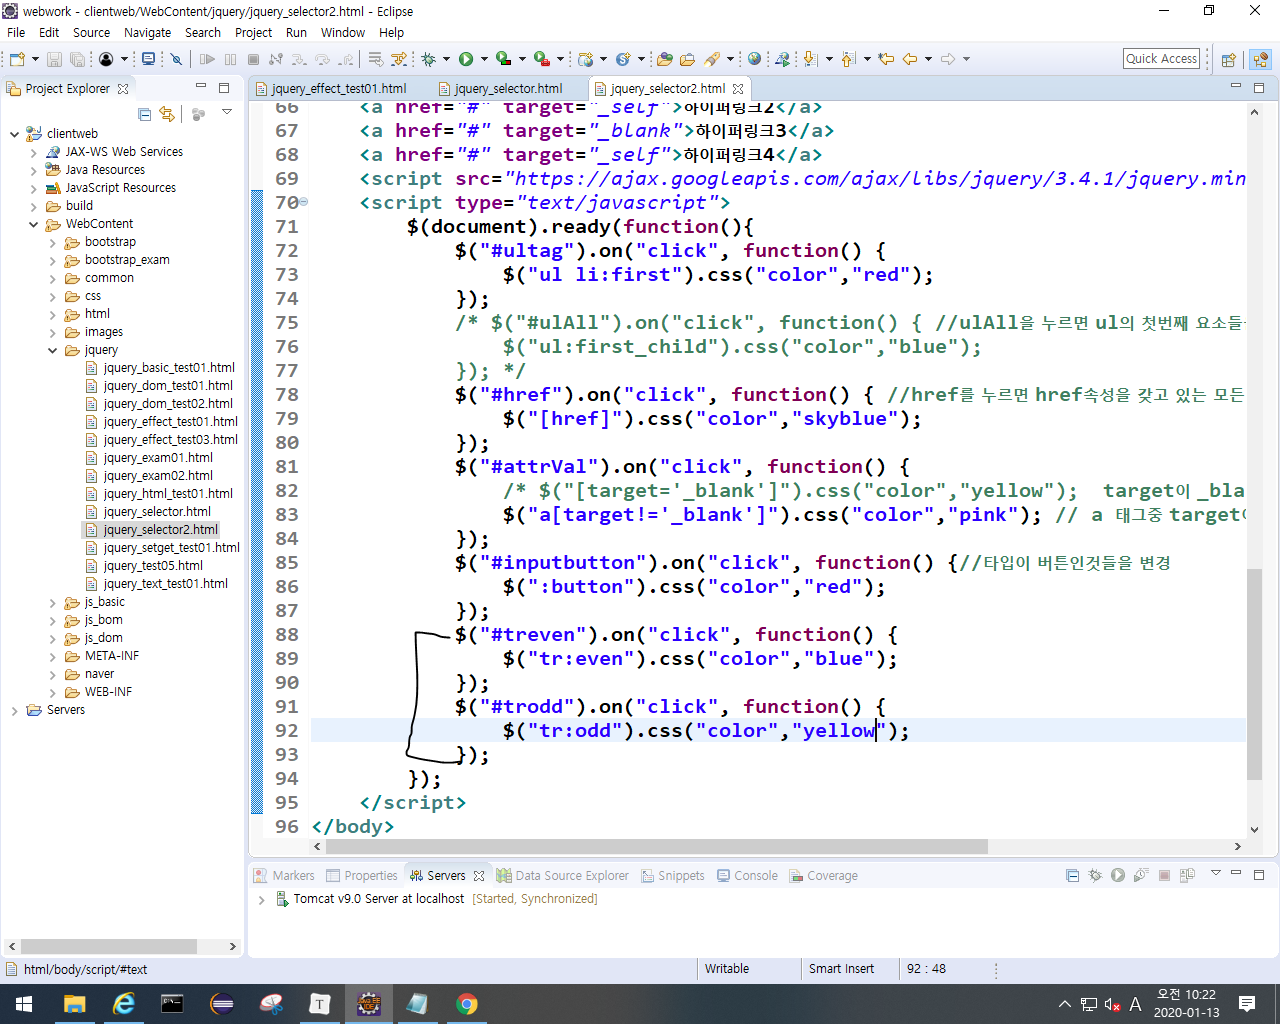 webwork - clientweb/WebContent/jquery/jquery_selector2.html - Eclipse
File Edit Source Navigate Search Project Run Window Help
Quick Access
Project Explorer
clientweb
JAX-WS Web Services
Java Resources
JavaScript Resources
build
WebContent
bootstrap
bootstrap_exam
common
css
html
images
jquery
jquery_basic_test01.html
jquery_dom_test01.html
jquery_dom_test02.html
jquery_effect_test01.html
jquery_effect_test03.html
jquery_exam01.html
jquery_exam02.html
jquery_html_test01.html
jquery_selector.html
jquery_selector2.html
jquery_setget_test01.html
jquery_test05.html
jquery_text_test01.html
js_basic
js_bom
js_dom
META-INF
naver
WEB-INF
Servers
jquery_effect_test01.html jquery_selector.html jquery_selector2.html
66 <a href="#" target="_self">하이퍼링크2</a>
67 <a href="#" target="_blank">하이퍼링크3</a>
68 <a href="#" target="_self">하이퍼링크4</a>
69 <script src="https://ajax.googleapis.com/ajax/libs/jquery/3.4.1/jquery.min
70 <script type="text/javascript">
71 $(document).ready(function(){
72 $("#ultag").on("click", function() {
73 $("ul li:first").css("color","red");
74 });
75 /* $("#ulAll").on("click", function() { //ulAll을 누르면 ul의 첫번째 요소들
76 $("ul:first_child").css("color","blue");
77 }); */
78 $("#href").on("click", function() { //href를 누르면 href속성을 갖고 있는 모든
79 $("[href]").css("color","skyblue");
80 });
81 $("#attrVal").on("click", function() {
82 /* $("[target='_blank']").css("color","yellow"); target이 _bla
83 $("a[target!='_blank']").css("color","pink"); // a 태그중 target이
84 });
85 $("#inputbutton").on("click", function() {//타입이 버튼인것들을 변경
86 $(":button").css("color","red");
87 });
88 $("#treven").on("click", function() {
89 $("tr:even").css("color","blue");
90 });
91 $("#trodd").on("click", function() {
92 $("tr:odd").css("color","yellow");
93 });
94 });
95 </script>
96 </body>
Markers Properties Servers Data Source Explorer Snippets Console Coverage
Tomcat v9.0 Server at localhost [Started, Synchronized]
html/body/script/#text Writable Smart Insert 92 : 48
A 오전 10:22
2020-01-13